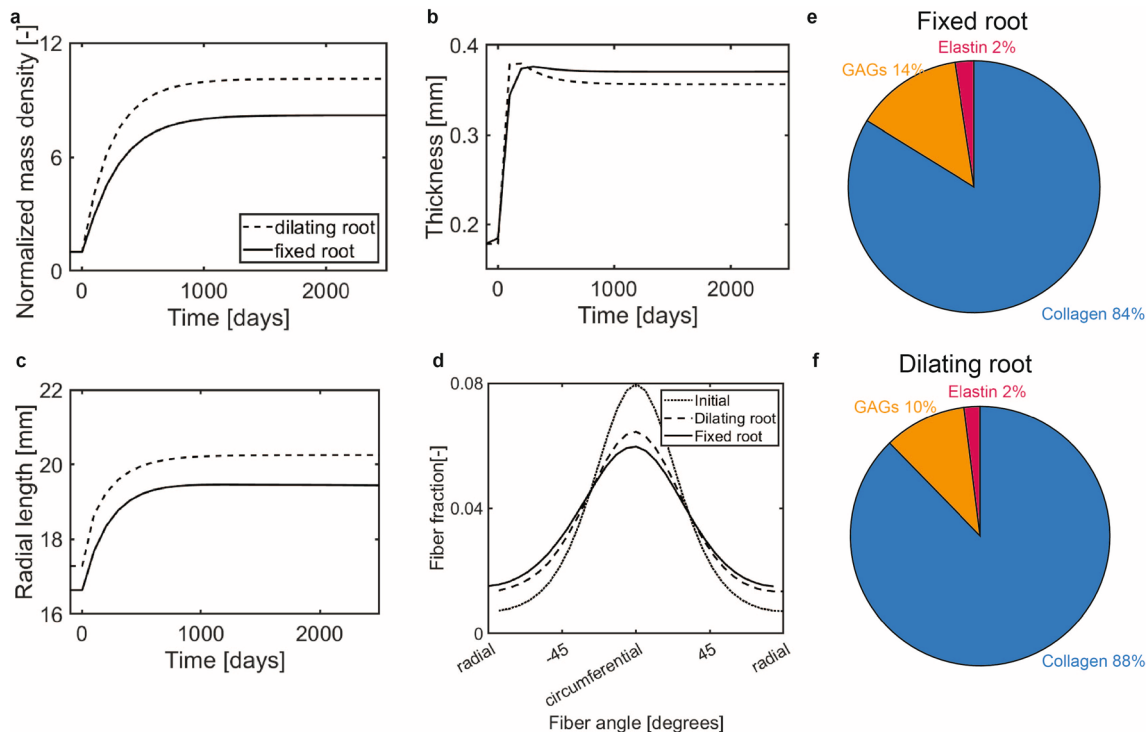 a
Normalized mass density [-]
12
6
0
0
1000
2000
Time [days]
dilating root
fixed root
b
Thickness [mm]
0.4
0.3
0.2
0
1000
2000
Time [days]
c
Radial length [mm]
22
20
18
16
0
1000
2000
Time [days]
d
Fiber fraction[-]
0.08
0.04
0
radial
-45
circumferential
45
radial
Fiber angle [degrees]
Initial
Dilating root
Fixed root
e
Fixed root
Elastin 2%
GAGs 14%
Collagen 84%
f
Dilating root
Elastin 2%
GAGs 10%
Collagen 88%